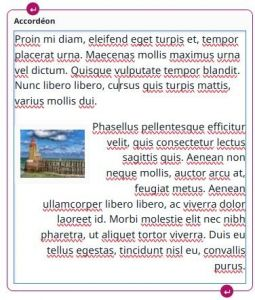 Accordéon
Proin mi diam, eleifend eget turpis et, tempor
placerat urna. Maecenas mollis maximus urna
vel dictum. Quisque vulputate tempor blandit.
Nunc libero libero, cursus quis turpis mattis,
varius mollis dui.
Phasellus pellentesque efficitur
velit, quis consectetur lectus
sagittis quis. Aenean non
neque mollis, auctor arcu at,
feugiat metus. Aenean
ullamcorper libero libero, ac viverra dolor
laoreet id. Morbi molestie elit nec nibh
pharetra, ut aliquet tortor viverra. Duis eu
tellus egestas, tincidunt nisl eu, convallis
purus.